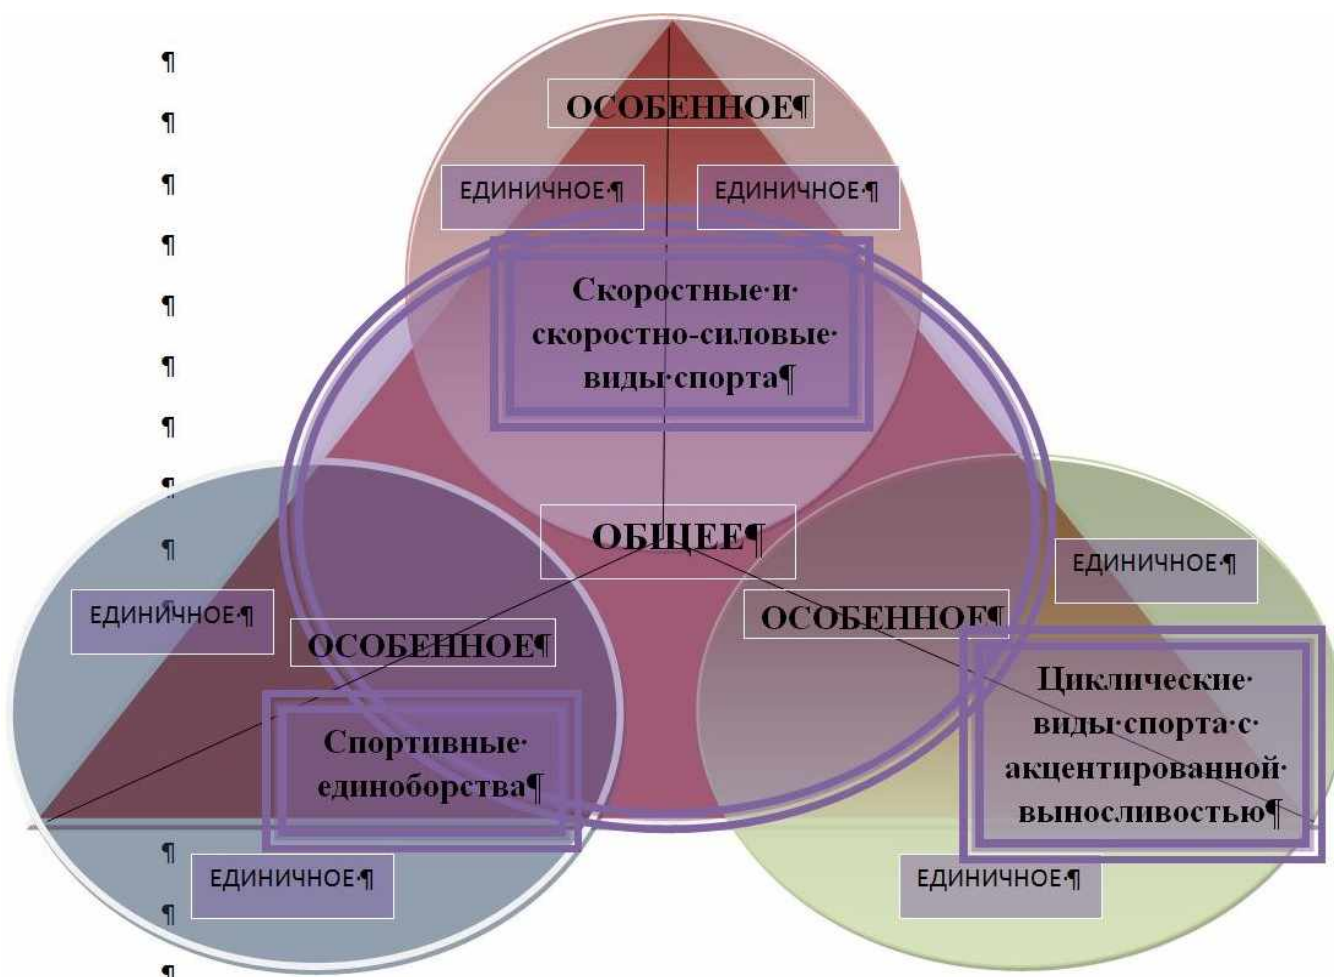 ¶
¶
ОСОБЕННОЕ¶
¶
ЕДИНИЧНОЕ·¶
ЕДИНИЧНОЕ·¶
¶
¶
Скоростные·и·
скоростно-силовые·
виды·спорта¶
¶
¶
¶
¶
ОБЩЕЕ¶
¶
ЕДИНИЧНОЕ·¶
¶
ЕДИНИЧНОЕ·¶
ОСОБЕННОЕ¶
ОСОБЕННОЕ¶
Спортивные·
единоборства¶
Циклические·
виды·спорта·с·
акцентированной·
выносливостью¶
¶
ЕДИНИЧНОЕ·¶
ЕДИНИЧНОЕ·¶
¶
¶